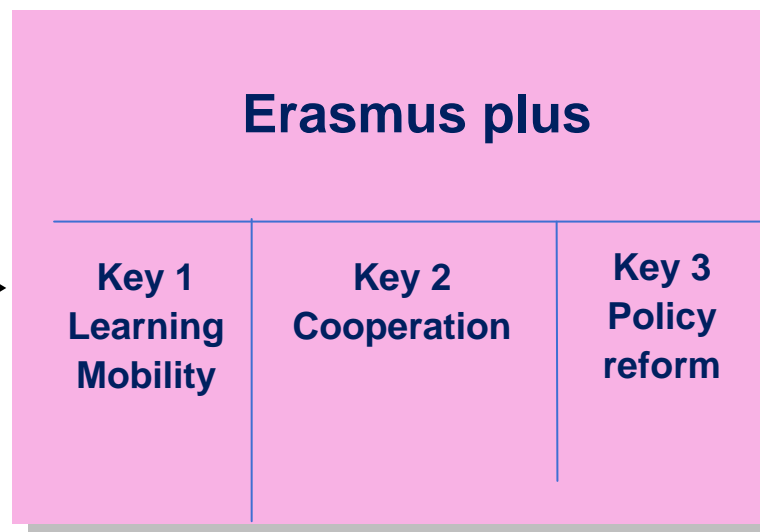 Erasmus plus
Key 1
Learning
Mobility
Key 2
Cooperation
Key 3
Policy
reform